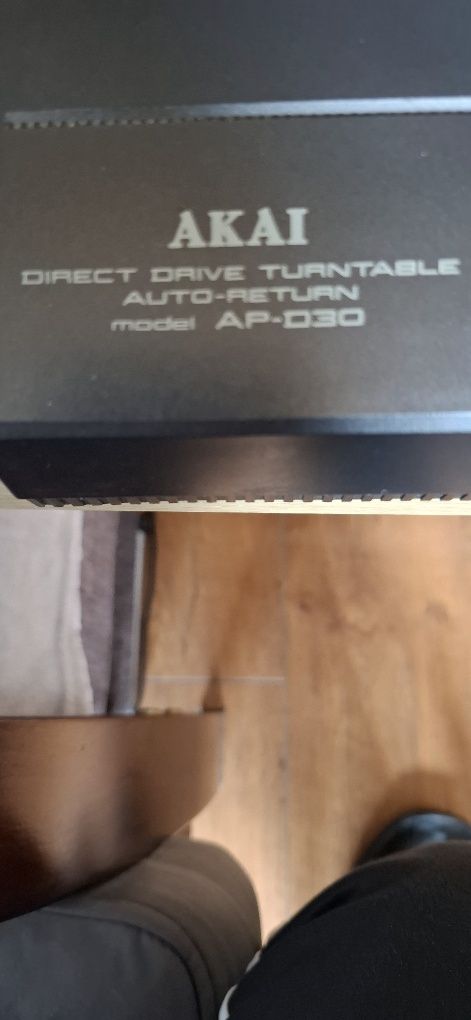 AKAI
DIRECT DRIVE TURNTABLE
AUTO-RETURN
model AP-D30